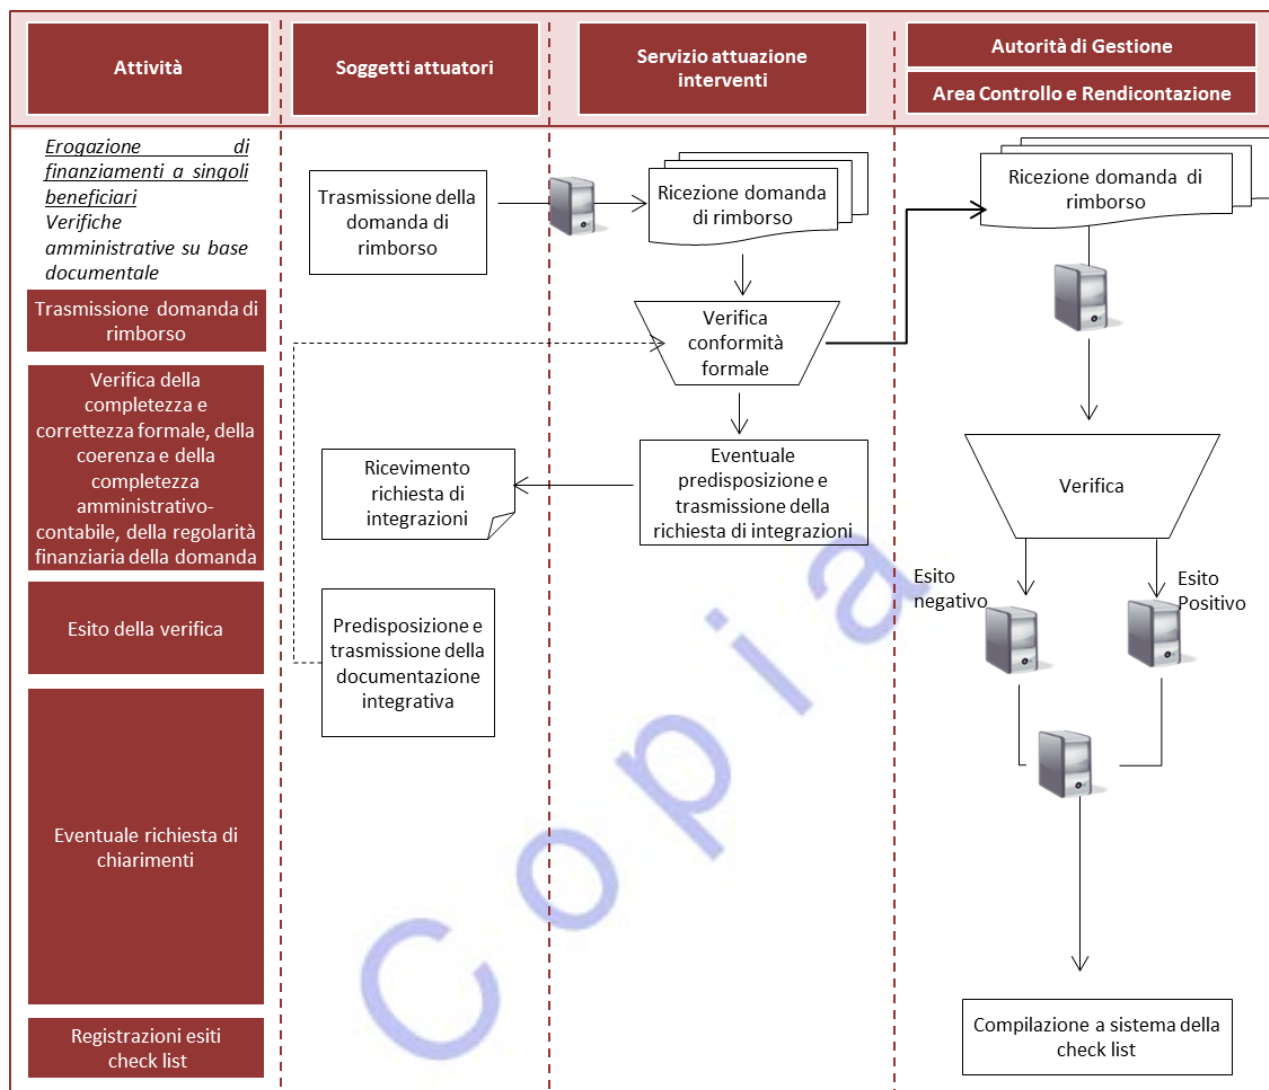 Attività
Soggetti attuatori
Servizio attuazione
interventi
Autorità di Gestione
Area Controllo e Rendicontazione
Erogazione di
finanziamenti a singoli
beneficiari
Verifiche
amministrative su base
documentale
Trasmissione della
domanda di
rimborso
Ricezione domanda
di rimborso
Ricezione domanda di
rimborso
Trasmissione domanda di
rimborso
Verifica
conformità
formale
Verifica della
completezza e
correttezza formale, della
coerenza e della
completezza
amministrativo-
contabile, della regolarità
finanziaria della domanda
Ricevimento
richiesta di
integrazioni
Eventuale
predisposizione e
trasmissione della
richiesta di integrazioni
Verifica
Esito
negativo
Esito
Positivo
Esito della verifica
Predisposizione e
trasmissione della
documentazione
integrativa
Eventuale richiesta di
chiarimenti
Registrazioni esiti
check list
Compilazione a sistema della
check list
Copia